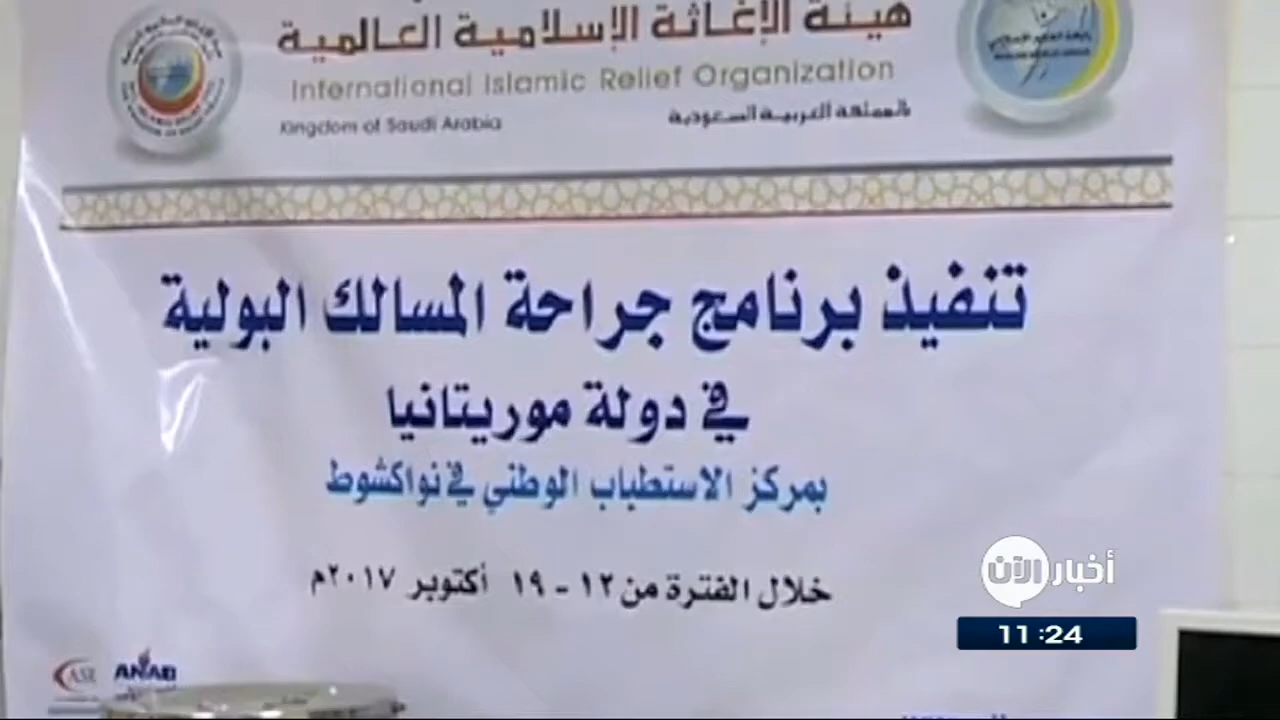 هيئة الإغاثة الإسلامية العالمية
International Islamic Relief Organization
Kingdom of Saudi Arabia
بالمملكة العربية السعودية
تنفيذ برنامج جراحة المسالك البولية
في دولة موريتانيا
بمركز الاستطباب الوطني في نواكشوط
خلال الفترة من ١٢ - ١٩ أكتوبر ٢٠١٧م
أخبار الآن
11:24